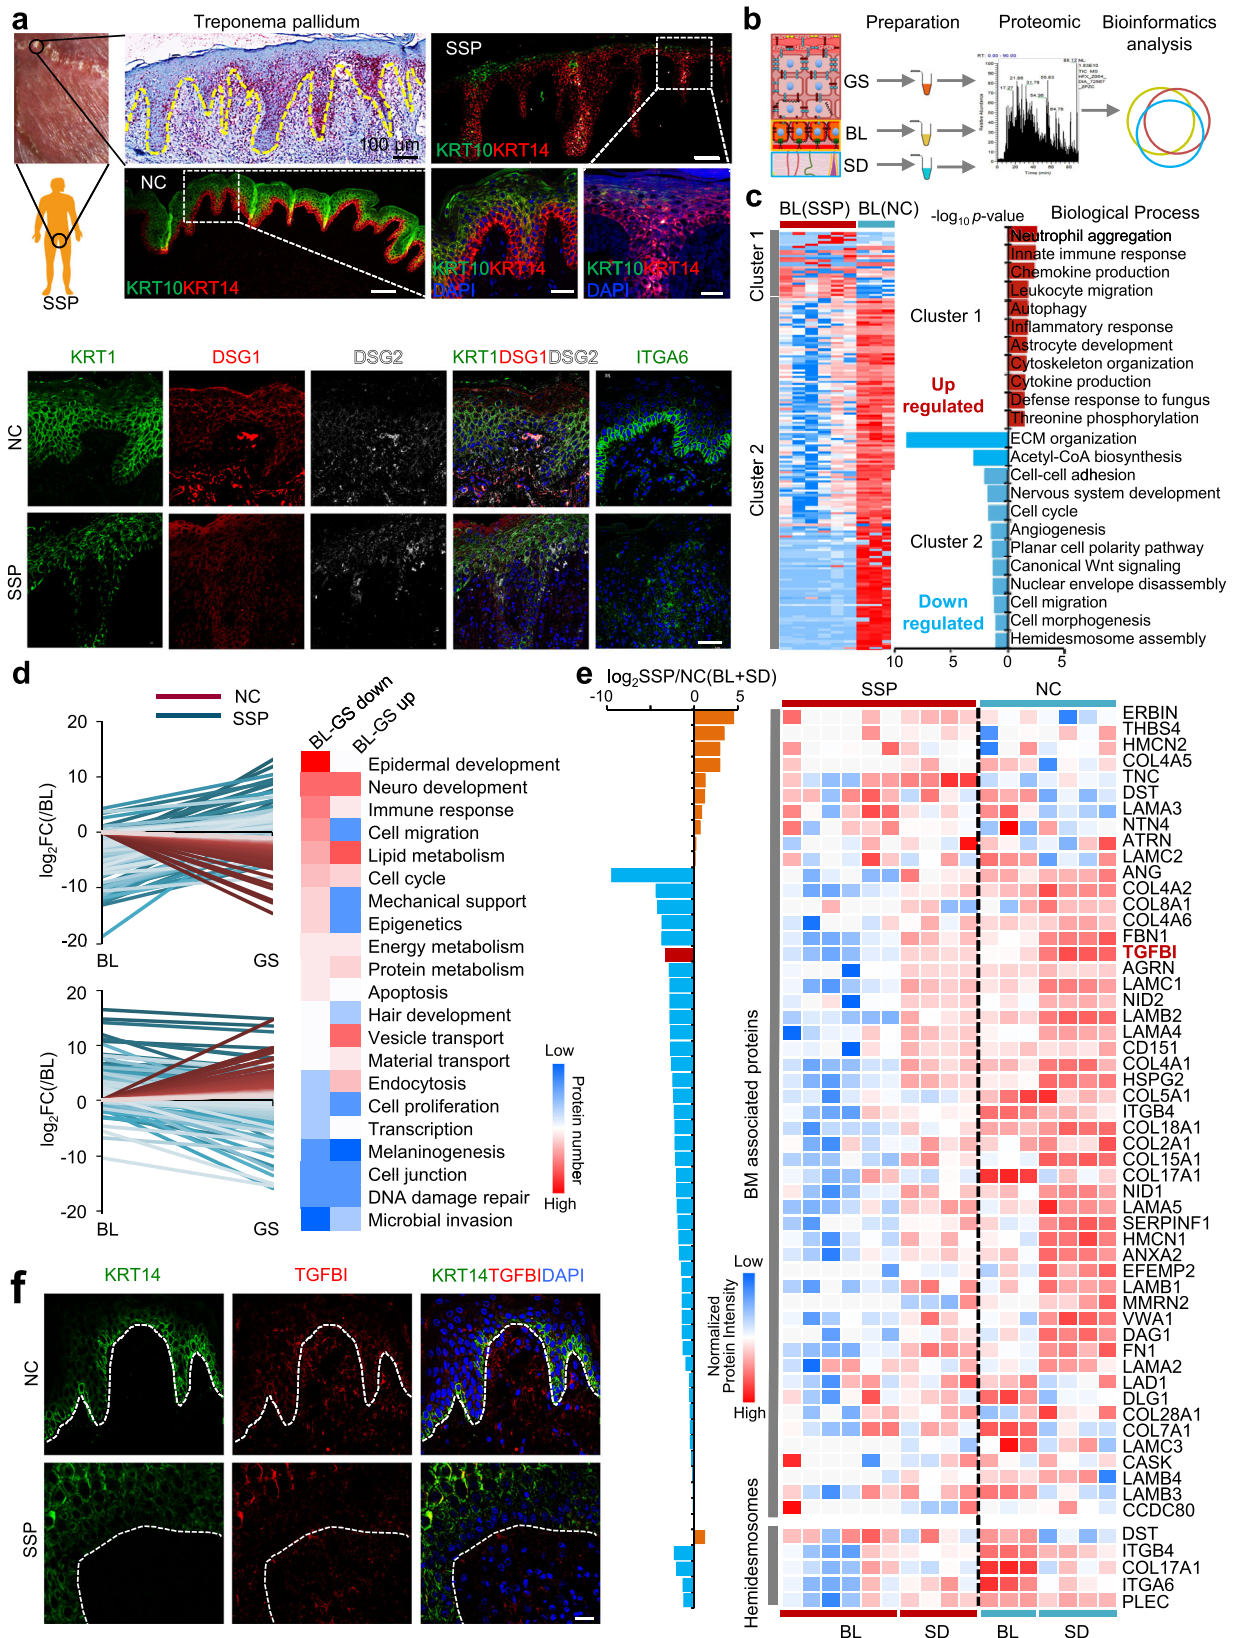 a
Treponema pallidum
100 μm
SSP
KRT10KRT14
NC
KRT10KRT14
KRT10KRT14
DAPI
KRT10KRT14
DAPI
SSP
KRT1
DSG1
DSG2
KRT1DSG1DSG2
ITGA6
NC
SSP
b
Preparation
Proteomic
Bioinformatics
analysis
GS
BL
SD
RT: 0.00 - 90.00
Relative Abundance
Time (min)
c
BL(SSP)
BL(NC)
-log10 p-value
Biological Process
Cluster 1
Cluster 2
Cluster 1
Up
regulated
Cluster 2
Down
regulated
Neutrophil aggregation
Innate immune response
Chemokine production
Leukocyte migration
Autophagy
Inflammatory response
Astrocyte development
Cytoskeleton organization
Cytokine production
Defense response to fungus
Threonine phosphorylation
ECM organization
Acetyl-CoA biosynthesis
Cell-cell adhesion
Nervous system development
Cell cycle
Angiogenesis
Planar cell polarity pathway
Canonical Wnt signaling
Nuclear envelope disassembly
Cell migration
Cell morphogenesis
Hemidesmosome assembly
10 5 0 5
d
NC
SSP
log2FC(/BL)
20
10
0
-10
-20
BL
GS
log2FC(/BL)
20
10
0
-10
-20
BL
GS
BL-GS down
BL-GS up
Epidermal development
Neuro development
Immune response
Cell migration
Lipid metabolism
Cell cycle
Mechanical support
Epigenetics
Energy metabolism
Protein metabolism
Apoptosis
Hair development
Vesicle transport
Material transport
Endocytosis
Cell proliferation
Transcription
Melaninogenesis
Cell junction
DNA damage repair
Microbial invasion
Low
Protein number
High
e
log2SSP/NC(BL+SD)
-10 0 5
SSP
NC
BM associated proteins
Hemidesmosomes
Low
Normalized
Protein Intensity
High
ERBIN
THBS4
HMCN2
COL4A5
TNC
DST
LAMA3
NTN4
ATRN
LAMC2
ANG
COL4A2
COL8A1
COL4A6
FBN1
TGFBI
AGRN
LAMC1
NID2
LAMB2
LAMA4
CD151
COL4A1
HSPG2
COL5A1
ITGB4
COL18A1
COL2A1
COL15A1
COL17A1
NID1
LAMA5
SERPINF1
HMCN1
ANXA2
EFEMP2
LAMB1
MMRN2
VWA1
DAG1
FN1
LAMA2
LAD1
DLG1
COL28A1
COL7A1
LAMC3
CASK
LAMB4
LAMB3
CCDC80
DST
ITGB4
COL17A1
ITGA6
PLEC
BL
SD
BL
SD
f
KRT14
TGFBI
KRT14TGFBIDAPI
NC
SSP